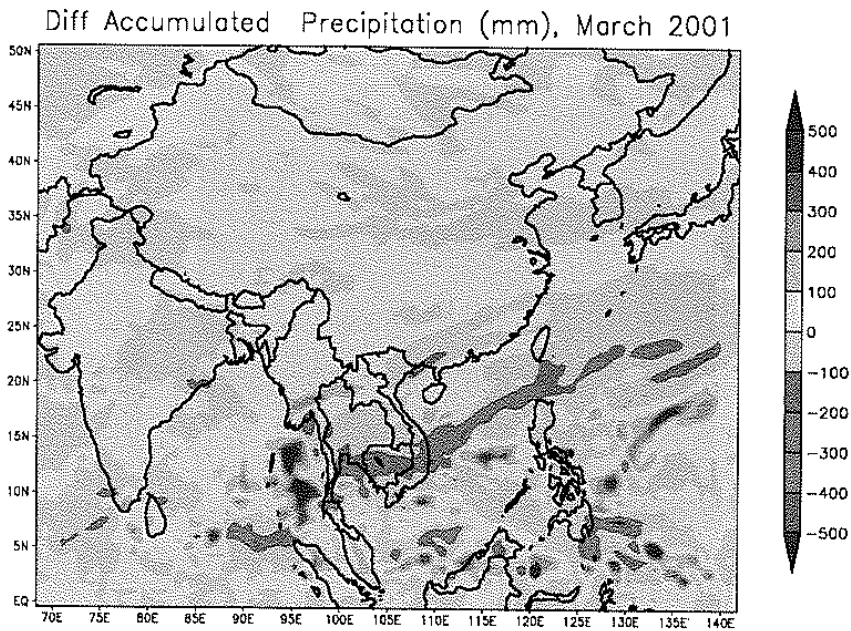 Diff Accumulated Precipitation (mm), March 2001
50N
45N
40N
35N
30N
25N
20N
15N
10N
5N
EQ
70E 75E 80E 85E 90E 95E 100E 105E 110E 115E 120E 125E 130E 135E 140E
500
400
300
200
100
0
-100
-200
-300
-400
-500